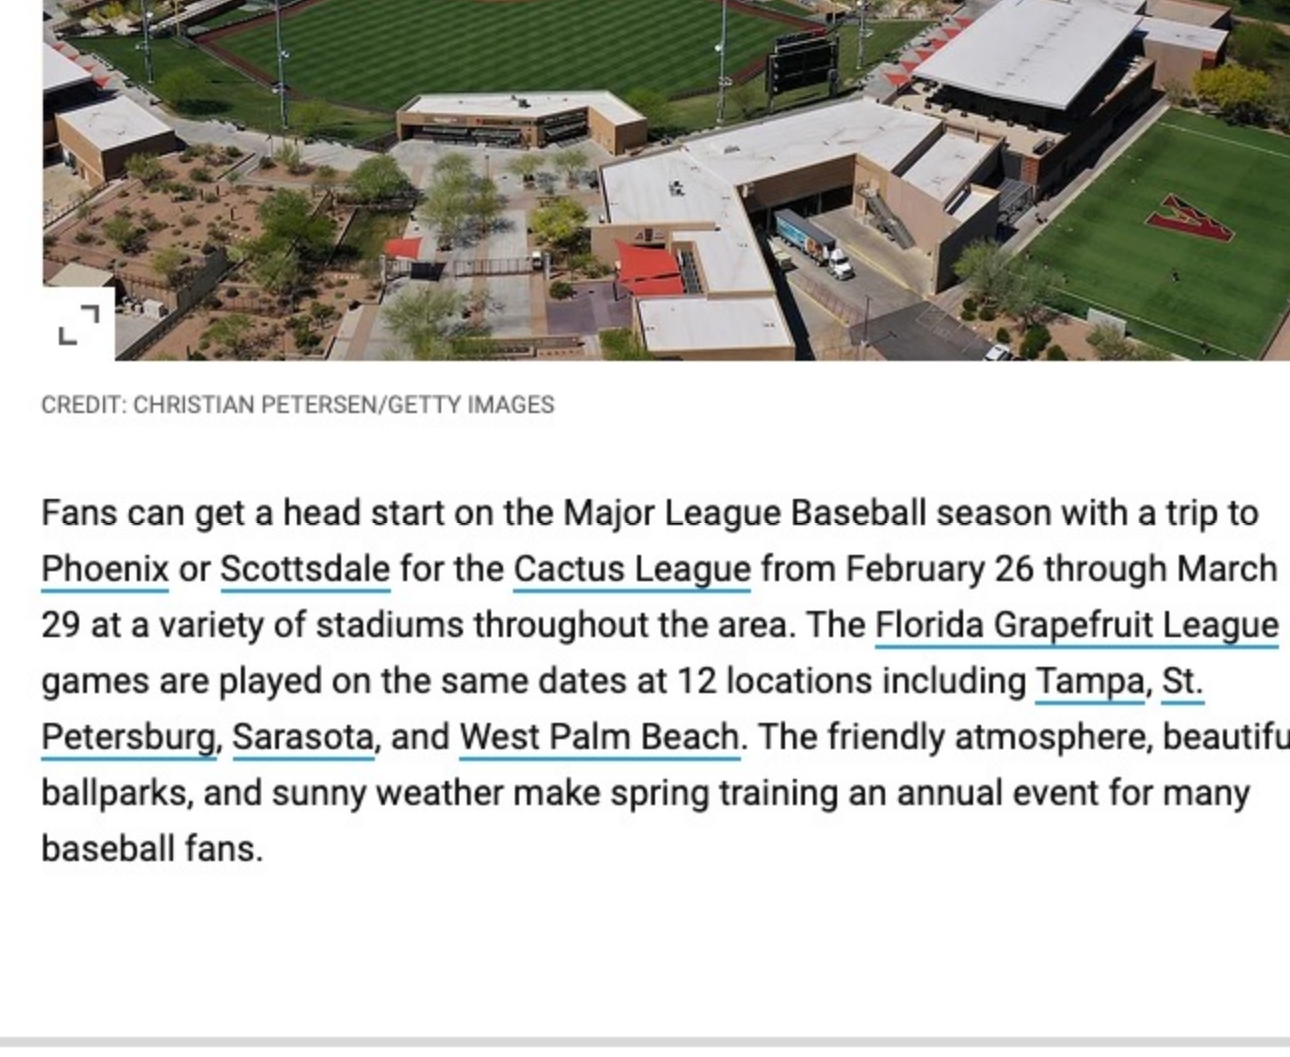 CREDIT: CHRISTIAN PETERSEN/GETTY IMAGES
Fans can get a head start on the Major League Baseball season with a trip to
Phoenix or Scottsdale for the Cactus League from February 26 through March
29 at a variety of stadiums throughout the area. The Florida Grapefruit League
games are played on the same dates at 12 locations including Tampa, St.
Petersburg, Sarasota, and West Palm Beach. The friendly atmosphere, beautifu
ballparks, and sunny weather make spring training an annual event for many
baseball fans.